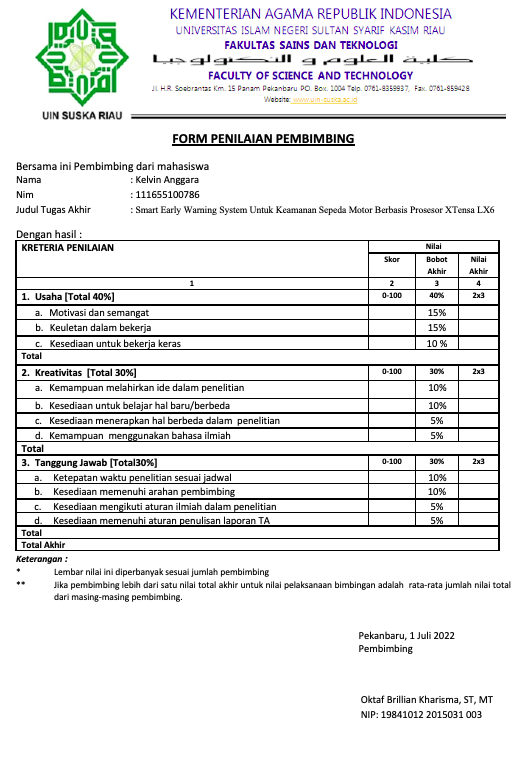 KEMENTERIAN AGAMA REPUBLIK INDONESIA
UNIVERSITAS ISLAM NEGERI SULTAN SYARIF KASIM RIAU
FAKULTAS SAINS DAN TEKNOLOGI
كلية العلوم و التكنولوجيا
FACULTY OF SCIENCE AND TECHNOLOGY
Jl. H.R. Soebrantas Km. 15 Panam Pekanbaru PO. Box. 1004 Telp. 0761-8359937, Fax. 0761-859428
Website: www.uin-suska.ac.id
UIN SUSKA RIAU
FORM PENILAIAN PEMBIMBING
Bersama ini Pembimbing dari mahasiswa
Nama : Kelvin Anggara
Nim : 111655100786
Judul Tugas Akhir : Smart Early Warning System Untuk Keamanan Sepeda Motor Berbasis Prosesor XTensa LX6
Dengan hasil :
KRETERIA PENILAIAN Nilai
Skor Bobot Akhir Nilai Akhir
1 2 3 4
1. Usaha [Total 40%] 0-100 40% 2x3
a. Motivasi dan semangat 15%
b. Keuletan dalam bekerja 15%
c. Kesediaan untuk bekerja keras 10 %
Total
2. Kreativitas [Total 30%] 0-100 30% 2x3
a. Kemampuan melahirkan ide dalam penelitian 10%
b. Kesediaan untuk belajar hal baru/berbeda 10%
c. Kesediaan menerapkan hal berbeda dalam penelitian 5%
d. Kemampuan menggunakan bahasa ilmiah 5%
Total
3. Tanggung Jawab [Total30%] 0-100 30% 2x3
a. Ketepatan waktu penelitian sesuai jadwal 10%
b. Kesediaan memenuhi arahan pembimbing 10%
c. Kesediaan mengikuti aturan ilmiah dalam penelitian 5%
d. Kesediaan memenuhi aturan penulisan laporan TA 5%
Total
Total Akhir
Keterangan :
* Lembar nilai ini diperbanyak sesuai jumlah pembimbing
** Jika pembimbing lebih dari satu nilai total akhir untuk nilai pelaksanaan bimbingan adalah rata-rata jumlah nilai total
dari masing-masing pembimbing.
Pekanbaru, 1 Juli 2022
Pembimbing
Oktaf Brillian Kharisma, ST, MT
NIP: 19841012 2015031 003